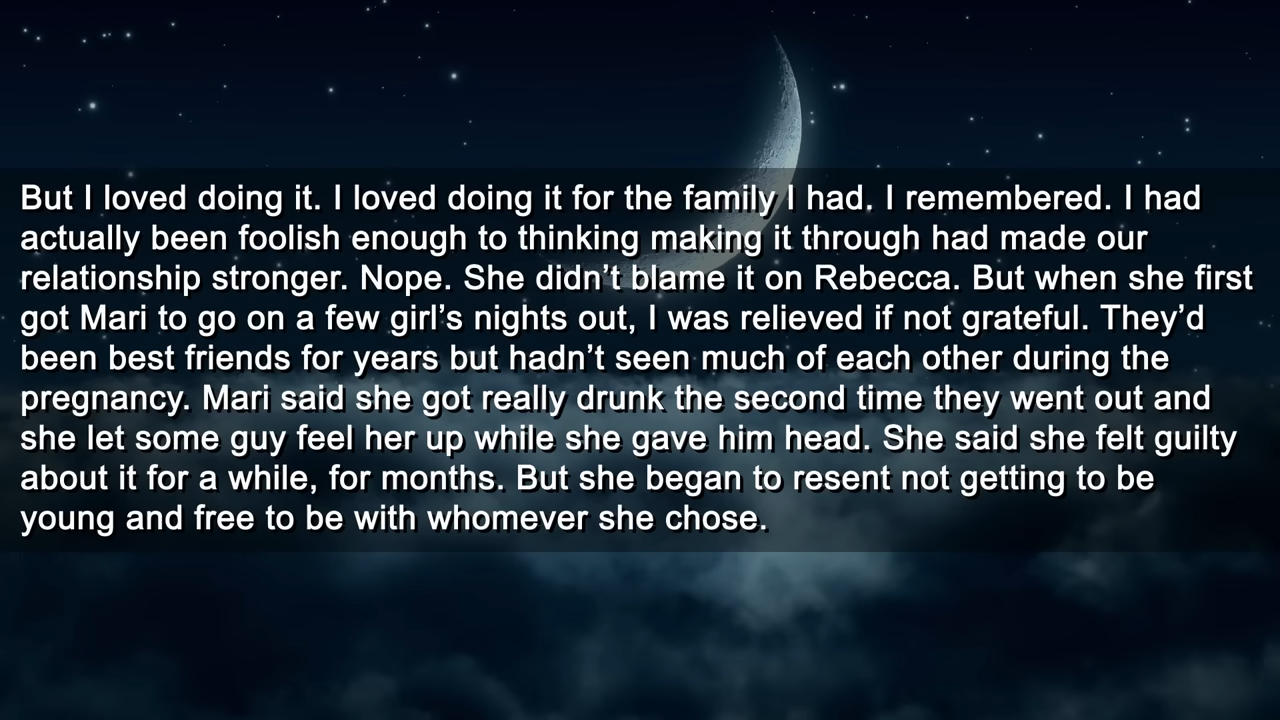 But I loved doing it. I loved doing it for the family I had. I remembered. I had
actually been foolish enough to thinking making it through had made our
relationship stronger. Nope. She didn’t blame it on Rebecca. But when she first
got Mari to go on a few girl’s nights out, I was relieved if not grateful. They’d
been best friends for years but hadn’t seen much of each other during the
pregnancy. Mari said she got really drunk the second time they went out and
she let some guy feel her up while she gave him head. She said she felt guilty
about it for a while, for months. But she began to resent not getting to be
young and free to be with whomever she chose.